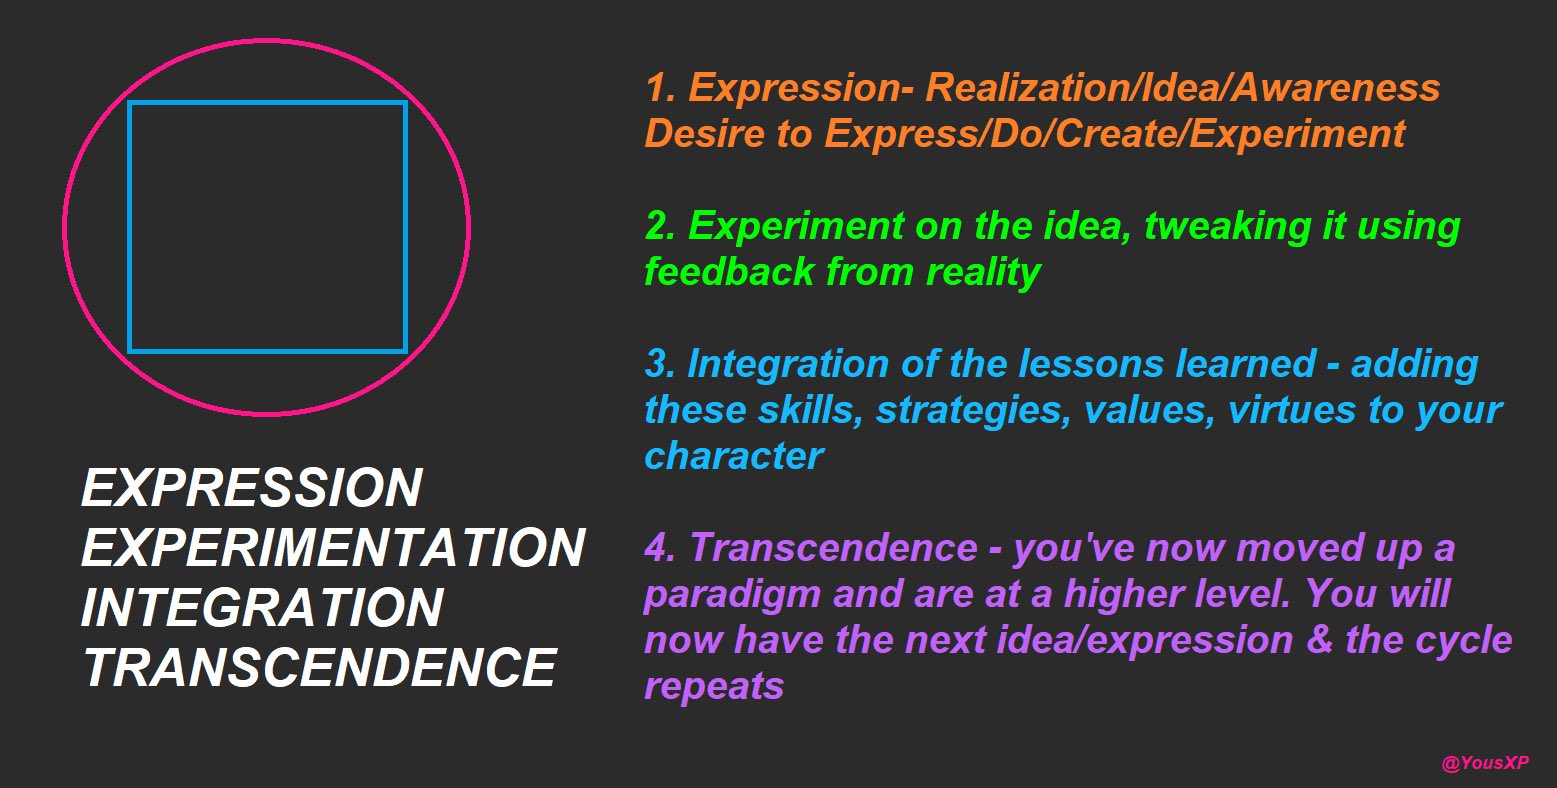 EXPRESSION
EXPERIMENTATION
INTEGRATION
TRANSCENDENCE
1. Expression- Realization/Idea/Awareness
Desire to Express/Do/Create/Experiment
2. Experiment on the idea, tweaking it using
feedback from reality
3. Integration of the lessons learned - adding
these skills, strategies, values, virtues to your
character
4. Transcendence - you've now moved up a
paradigm and are at a higher level. You will
now have the next idea/expression & the cycle
repeats
@YousXP